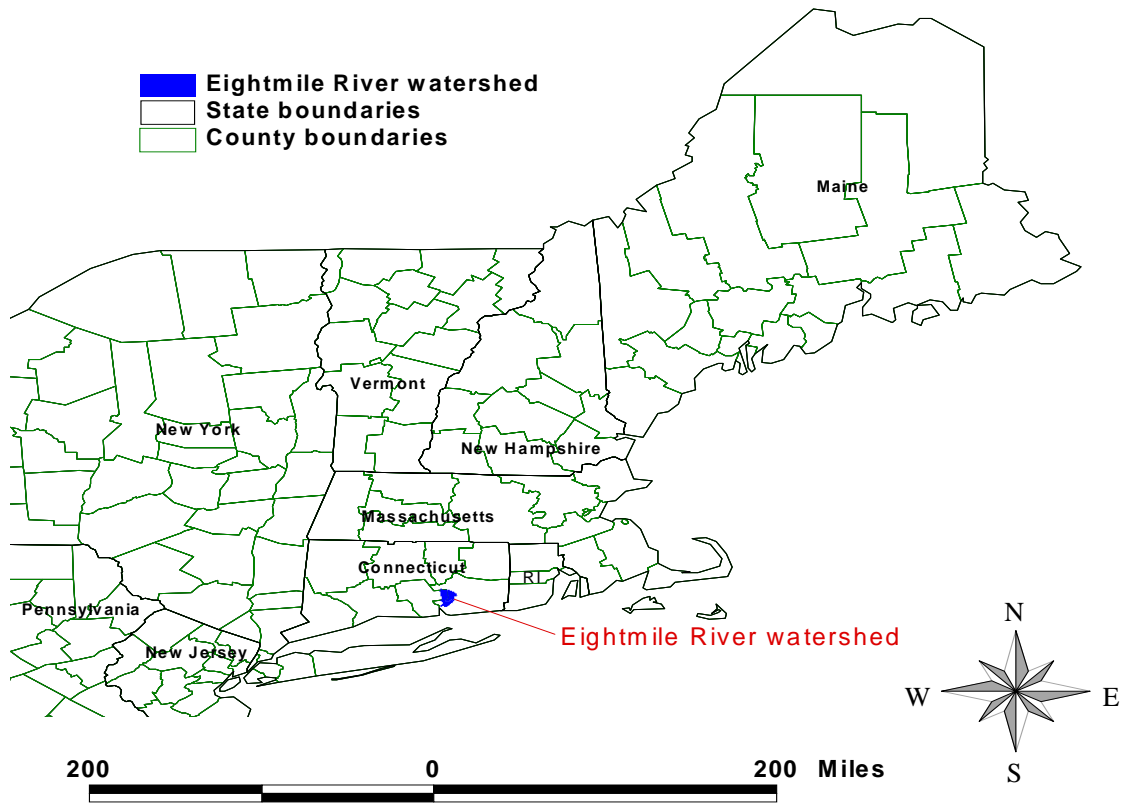 Eightmile River watershed
State boundaries
County boundaries
Maine
Vermont
New York
New Hampshire
Massachusetts
Connecticut
RI
Pennsylvania
Eightmile River watershed
New Jersey
N
W E
S
200 0 200 Miles